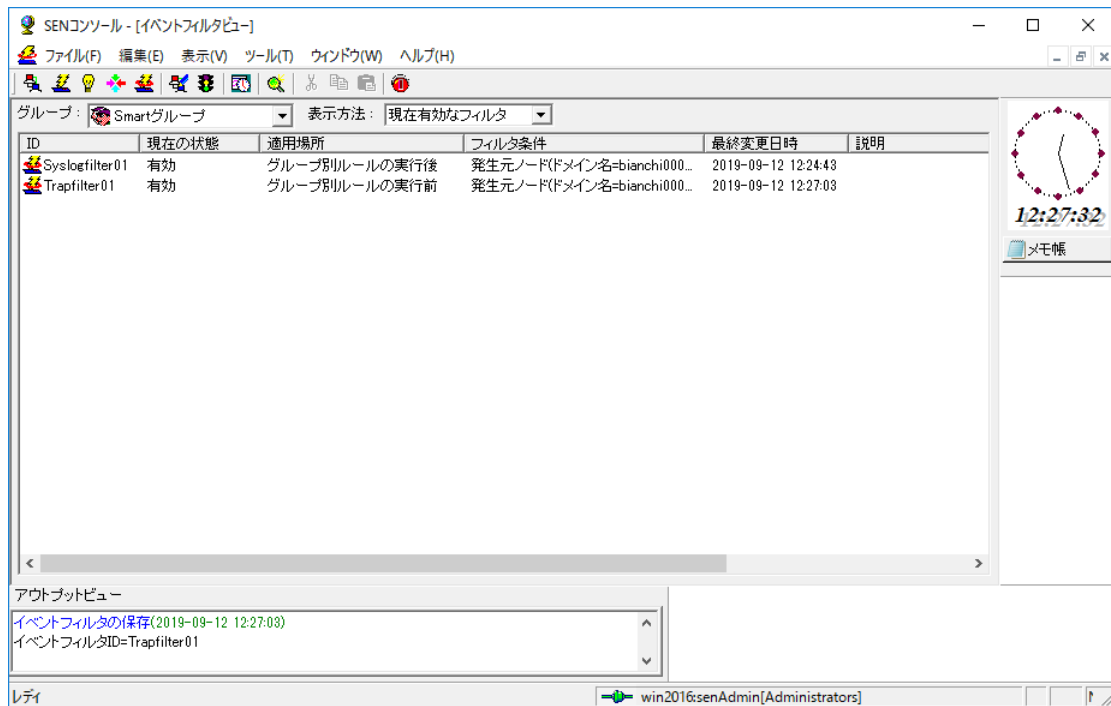 SENコンソール - [イベントフィルタビュー]
ファイル(F) 編集(E) 表示(V) ツール(T) ウインドウ(W) ヘルプ(H)
グループ : Smartグループ 表示方法 : 現在有効なフィルタ
ID 現在の状態 適用場所 フィルタ条件 最終変更日時 説明
Syslogfilter01 有効 グループ別ルールの実行後 発生元ノード(ドメイン名=bianchi000... 2019-09-12 12:24:43
Trapfilter01 有効 グループ別ルールの実行前 発生元ノード(ドメイン名=bianchi000... 2019-09-12 12:27:03
12:27:32
メモ帳
アウトプットビュー
イベントフィルタの保存(2019-09-12 12:27:03)
イベントフィルタID=Trapfilter01
レディ win2016:senAdmin[Administrators]